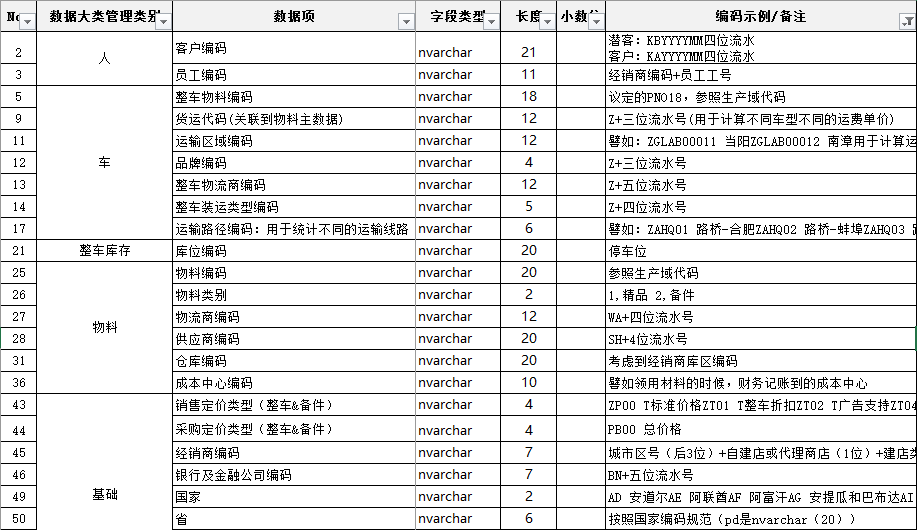 No 数据大类管理类别 数据项 字段类型 长度 小数位 编码示例/备注
2 人 客户编码 nvarchar 21 潜客: KBYYYYMM四位流水
客户: KAYYYYMM四位流水
3 员工编码 nvarchar 11 经销商编码+员工工号
5 车 整车物料编码 nvarchar 18 议定的PNO18,参照生产域代码
9 货运代码(关联到物料主数据) nvarchar 12 Z+三位流水号(用于计算不同车型不同的运费单价)
11 运输区域编码 nvarchar 12 譬如: ZGLAB00011 当阳ZGLAB00012 南漳用于计算运
12 品牌编码 nvarchar 4 Z+三位流水号
13 整车物流商编码 nvarchar 12 Z+五位流水号
14 整车装运类型编码 nvarchar 5 Z+四位流水号
17 运输路径编码: 用于统计不同的运输线路 nvarchar 6 譬如: ZAHQ01 路桥-合肥ZAHQ02 路桥-蚌埠ZAHQ03
21 整车库存 库位编码 nvarchar 20 停车位
25 物料 物料编码 nvarchar 20 参照生产域代码
26 物料类别 nvarchar 2 1,精品 2,备件
27 物流商编码 nvarchar 12 WA+四位流水号
28 供应商编码 nvarchar 20 SH+4位流水号
31 仓库编码 nvarchar 20 考虑到经销商库区编码
36 成本中心编码 nvarchar 10 譬如领用材料的时候，财务记账到的成本中心
43 基础 销售定价类型（整车&备件） nvarchar 4 ZP00 T标准价格ZT01 T整车折扣ZT02 T广告支持ZT04
44 采购定价类型（整车&备件） nvarchar 4 PB00 总价格
45 经销商编码 nvarchar 7 城市区号（后3位）+自建店或代理商店（1位）+建店类
46 银行及金融公司编码 nvarchar 7 BN+五位流水号
49 国家 nvarchar 2 AD 安道尔AE 阿联酋AF 阿富汗AG 安提瓜和巴布达AI
50 省 nvarchar 6 按照国家编码规范（pd是nvarchar（20））